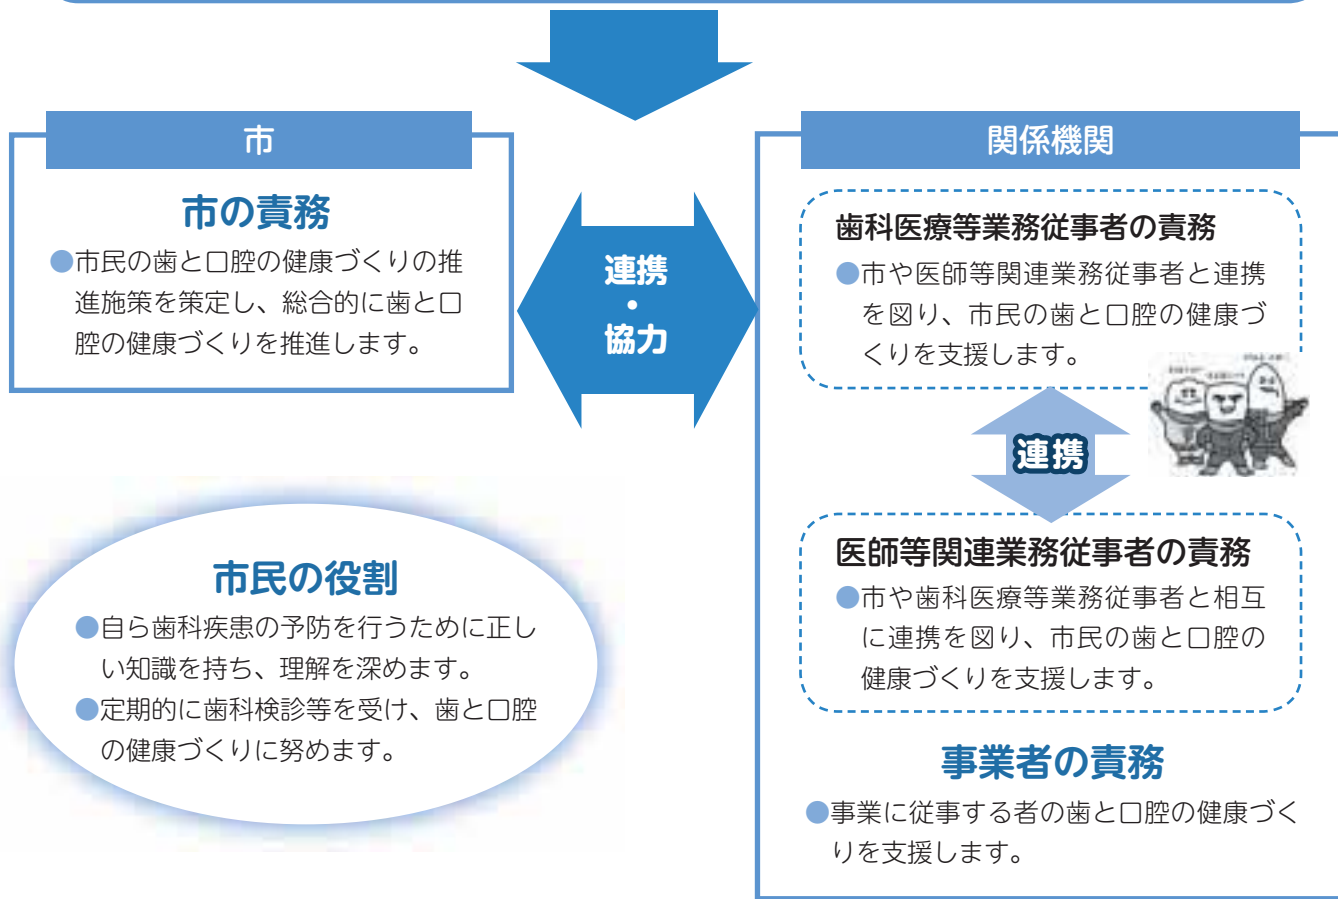 市
市の責務
●市民の歯と口腔の健康づくりの推
進施策を策定し、総合的に歯と口
腔の健康づくりを推進します。
連携
・
協力
関係機関
歯科医療等業務従事者の責務
●市や医師等関連業務従事者と連携
を図り、市民の歯と口腔の健康づ
くりを支援します。
連携
医師等関連業務従事者の責務
●市や歯科医療等業務従事者と相互
に連携を図り、市民の歯と口腔の
健康づくりを支援します。
事業者の責務
●事業に従事する者の歯と口腔の健康づく
りを支援します。
市民の役割
●自ら歯科疾患の予防を行うために正し
い知識を持ち、理解を深めます。
●定期的に歯科検診等を受け、歯と口腔
の健康づくりに努めます。